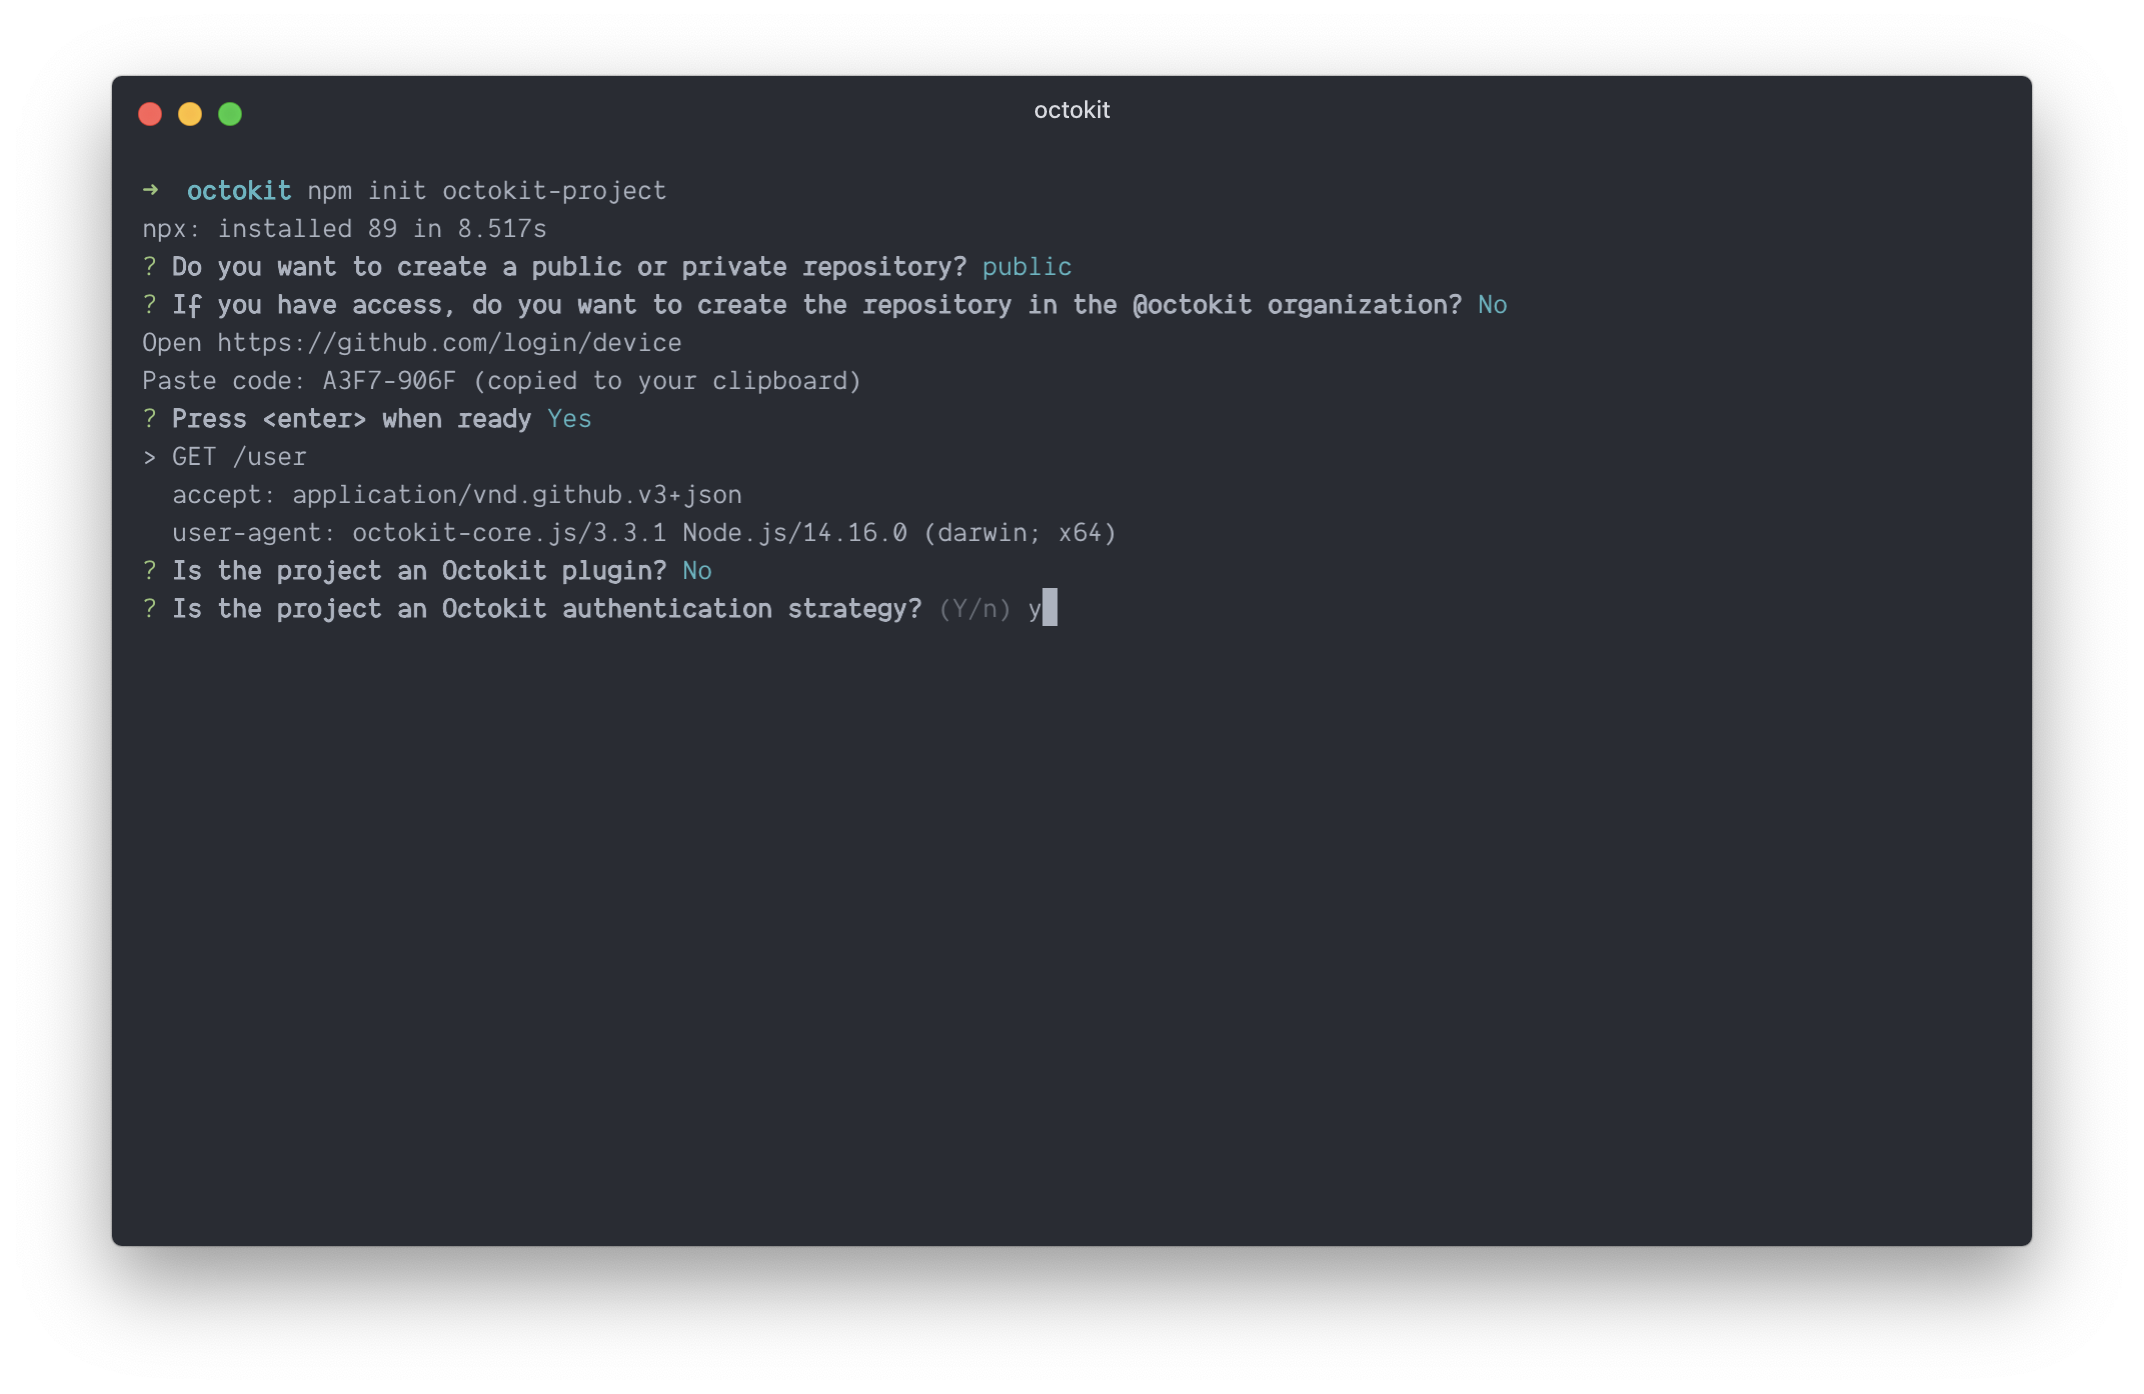 octokit
➜  octokit npm init octokit-project
npx: installed 89 in 8.517s
? Do you want to create a public or private repository? public
? If you have access, do you want to create the repository in the @octokit organization? No
Open https://github.com/login/device
Paste code: A3F7-906F (copied to your clipboard)
? Press <enter> when ready Yes
> GET /user
  accept: application/vnd.github.v3+json
  user-agent: octokit-core.js/3.3.1 Node.js/14.16.0 (darwin; x64)
? Is the project an Octokit plugin? No
? Is the project an Octokit authentication strategy? (Y/n) y